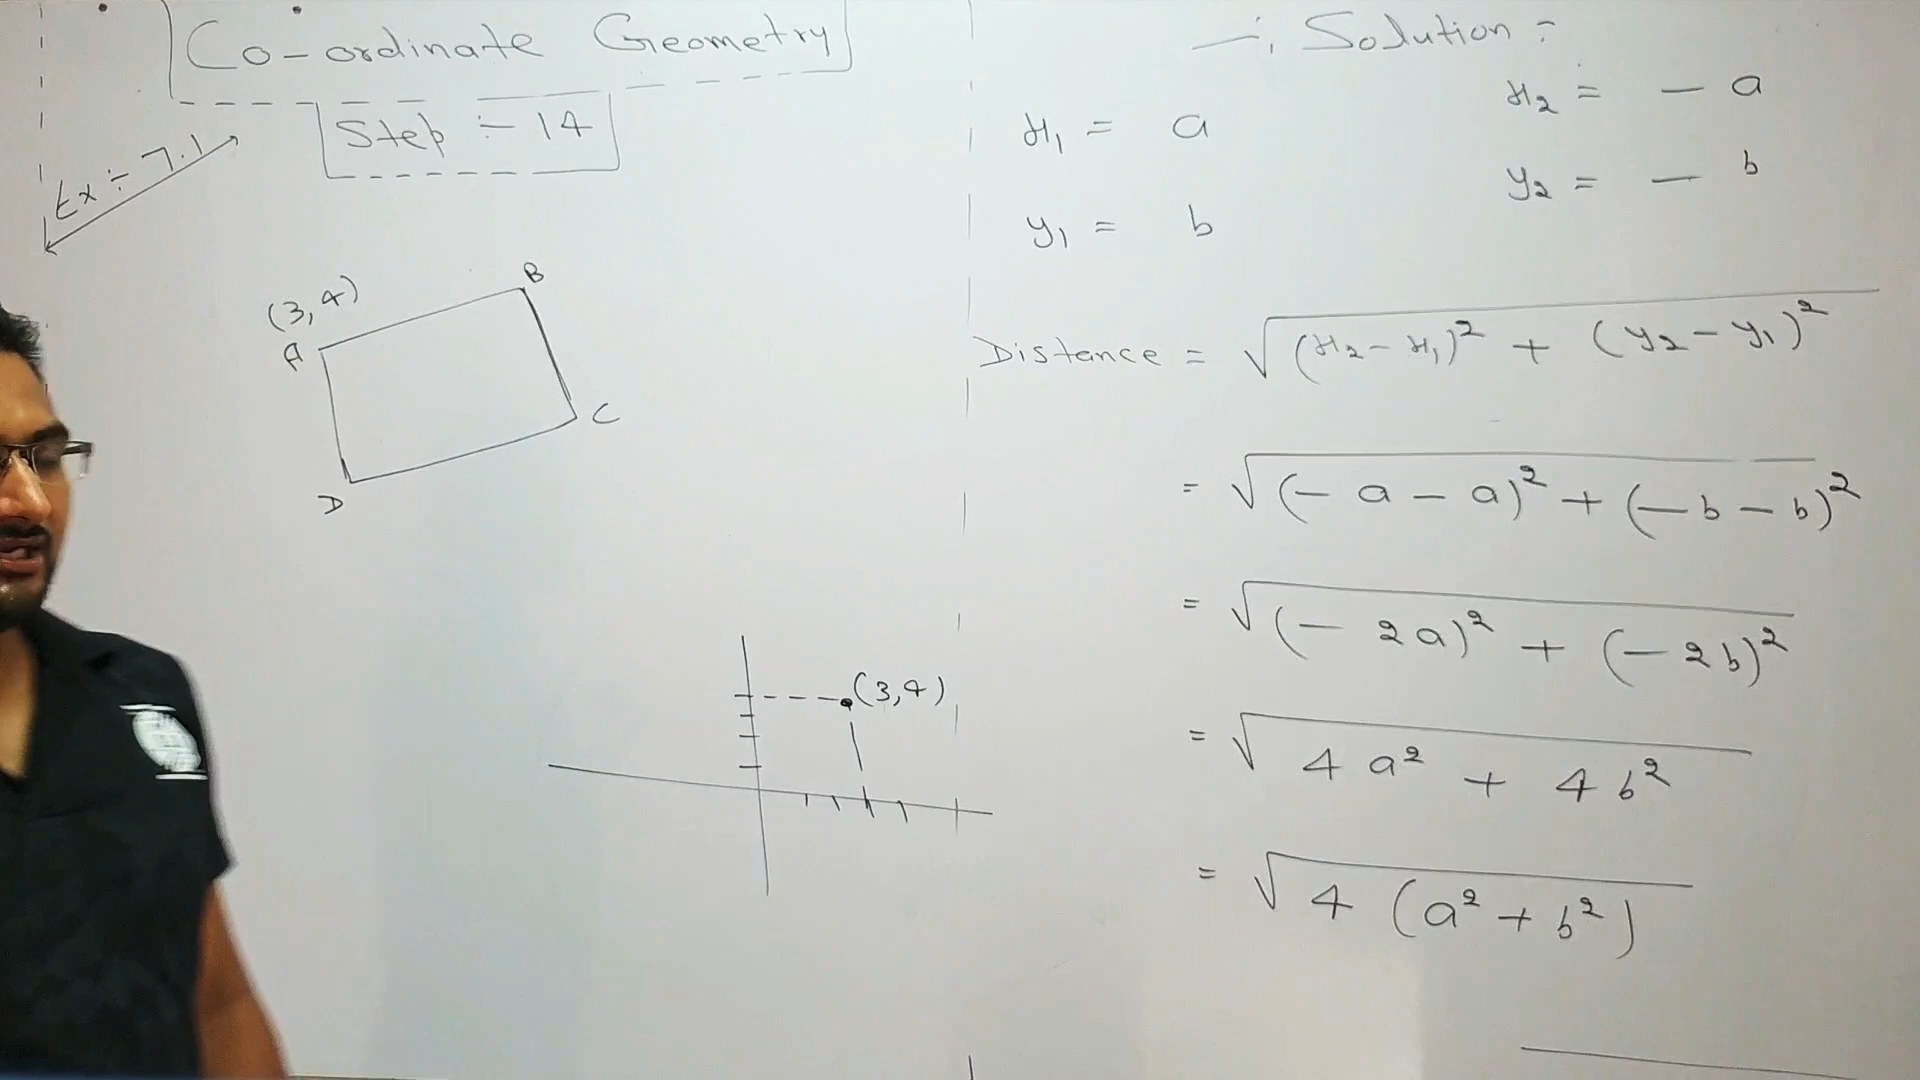 Co-ordinate Geometry
Step :- 14
Ex :- 7.1
(3,4)
A
B
C
D
(3,4)
—: Solution :
x₁ = a
x₂ = - a
y₁ = b
y₂ = - b
Distance = √(x₂ - x₁)² + (y₂ - y₁)²
= √(- a - a)² + (- b - b)²
= √(- 2a)² + (- 2b)²
= √4a² + 4b²
= √4 (a² + b²)